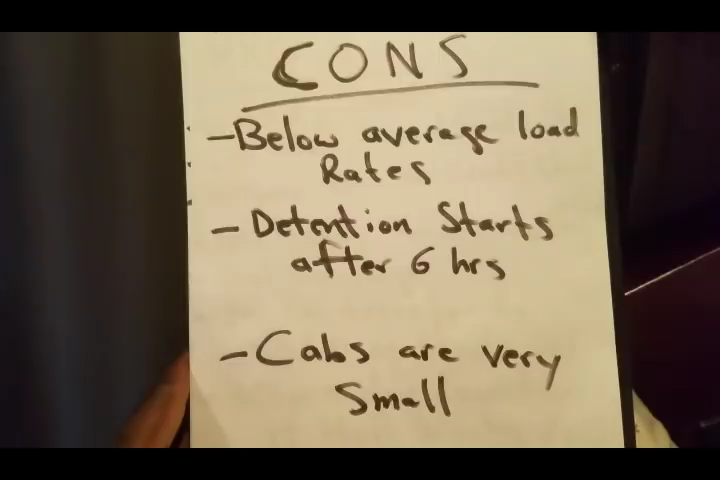 CONS
- Below average load
Rates
- Detention Starts
after 6 hrs
- Cabs are very
Small